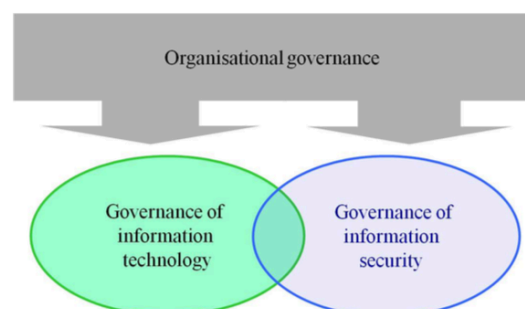 Organisational governance
Governance of
information
technology
Governance of
information
security